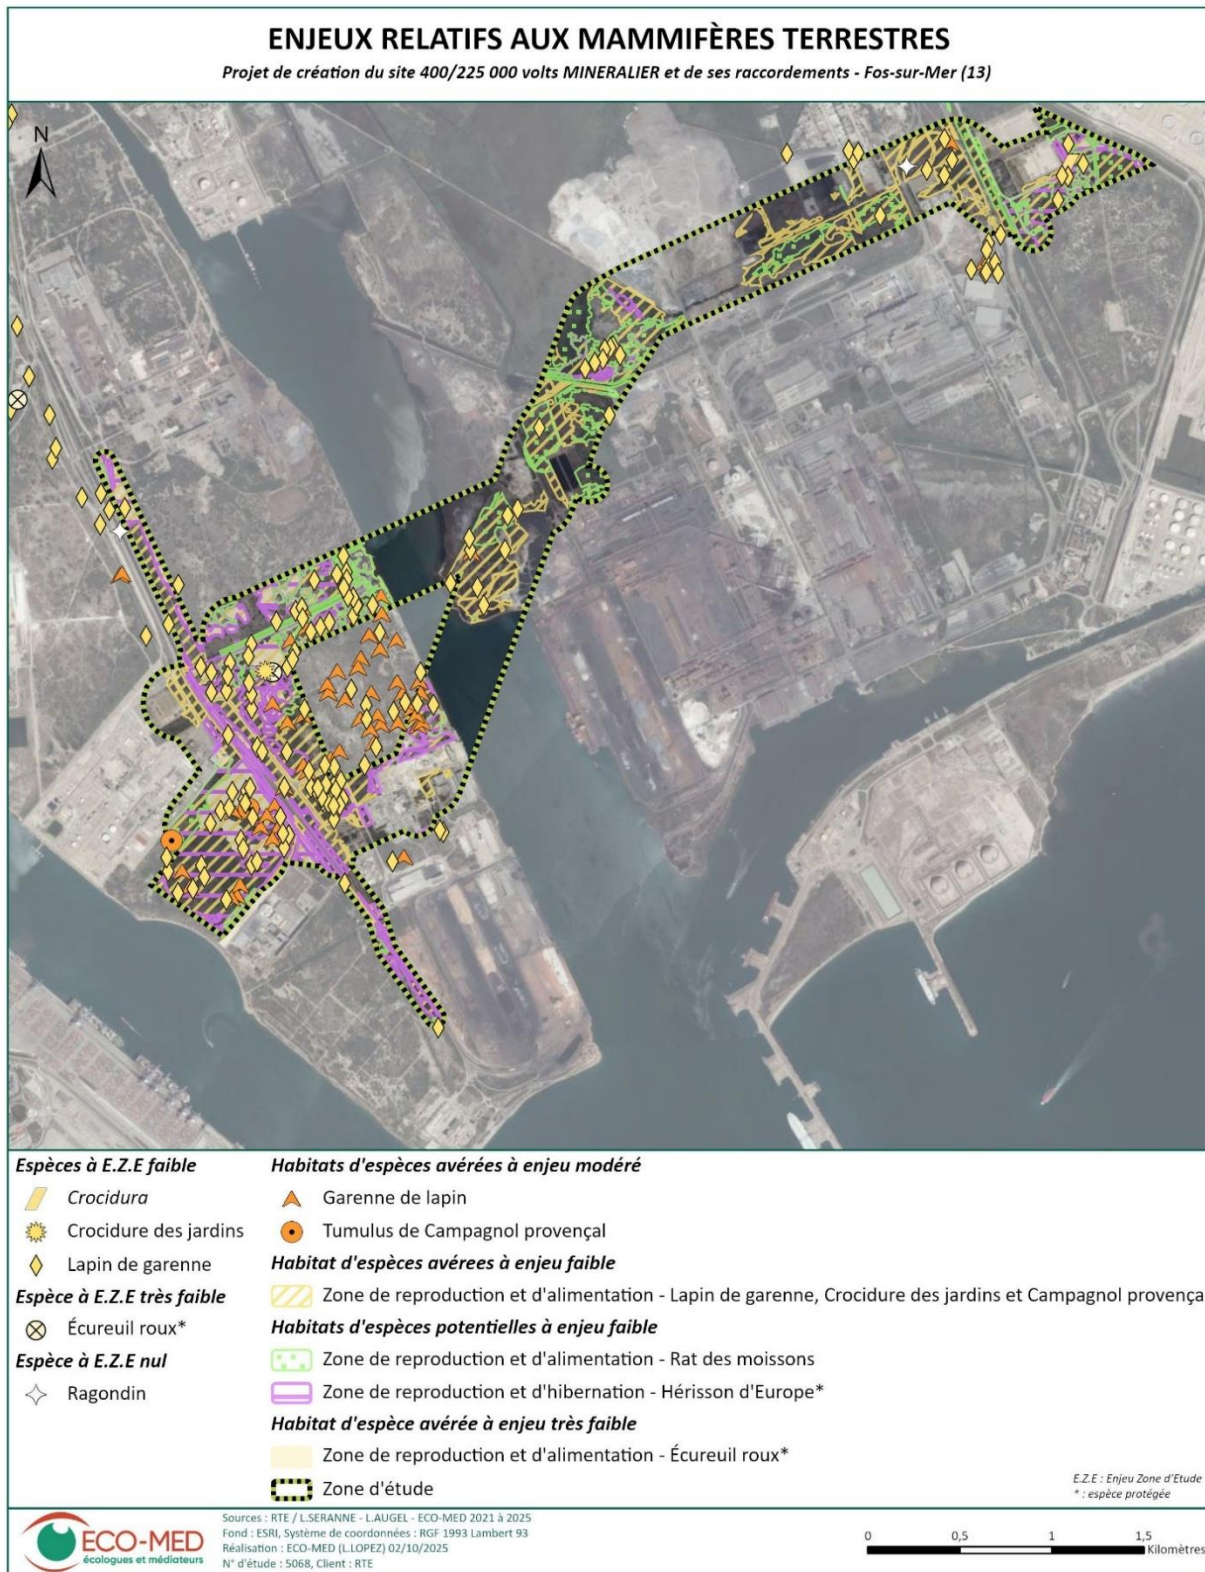 ENJEUX RELATIFS AUX MAMMIFÈRES TERRESTRES
Projet de création du site 400/225 000 volts MINERALIER et de ses raccordements - Fos-sur-Mer (13)
N
Espèces à E.Z.E faible
Crocidura
Crocidure des jardins
Lapin de garenne
Espèce à E.Z.E très faible
Écureuil roux*
Espèce à E.Z.E nul
Ragondin
Habitats d'espèces avérées à enjeu modéré
Garenne de lapin
Tumulus de Campagnol provençal
Habitat d'espèces avérees à enjeu faible
Zone de reproduction et d'alimentation - Lapin de garenne, Crocidure des jardins et Campagnol provença
Habitats d'espèces potentielles à enjeu faible
Zone de reproduction et d'alimentation - Rat des moissons
Zone de reproduction et d'hibernation - Hérisson d'Europe*
Habitat d'espèce avérée à enjeu très faible
Zone de reproduction et d'alimentation - Écureuil roux*
Zone d'étude
E.Z.E : Enjeu Zone d'Etude
* : espèce protégée
ECO-MED
écologues et médiateurs
Sources : RTE / L.SERANNE - L.AUGEL - ECO-MED 2021 à 2025
Fond : ESRI, Système de coordonnées : RGF 1993 Lambert 93
Réalisation : ECO-MED (L.LOPEZ) 02/10/2025
N° d'étude : 5068, Client : RTE
0 0,5 1 1,5
Kilomètres